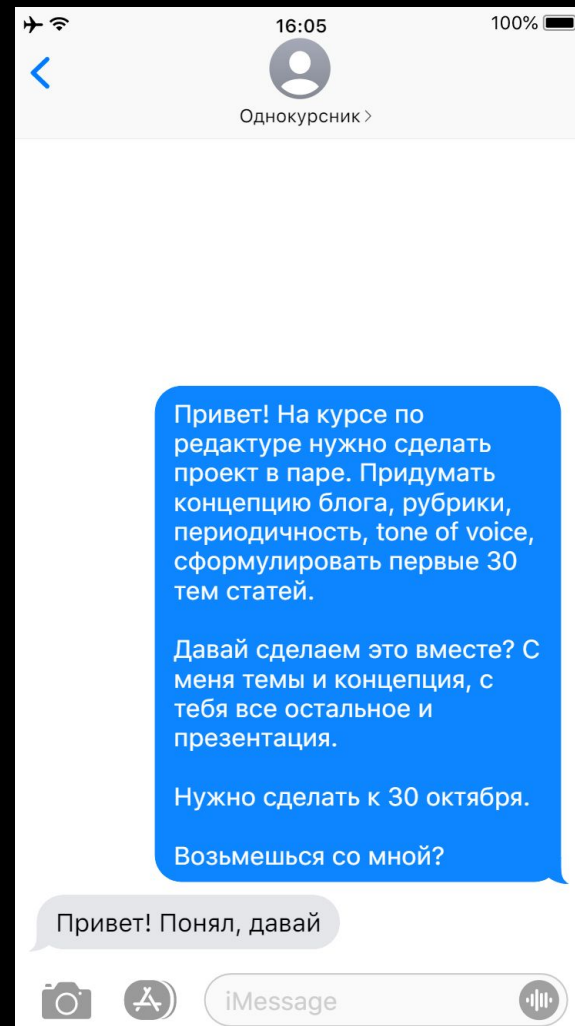 16:05
100%
Однокурсник >
Привет! На курсе по
редактуре нужно сделать
проект в паре. Придумать
концепцию блога, рубрики,
периодичность, tone of voice,
сформулировать первые 30
тем статей.
Давай сделаем это вместе? С
меня темы и концепция, с
тебя все остальное и
презентация.
Нужно сделать к 30 октября.
Возьмешься со мной?
Привет! Понял, давай
iMessage